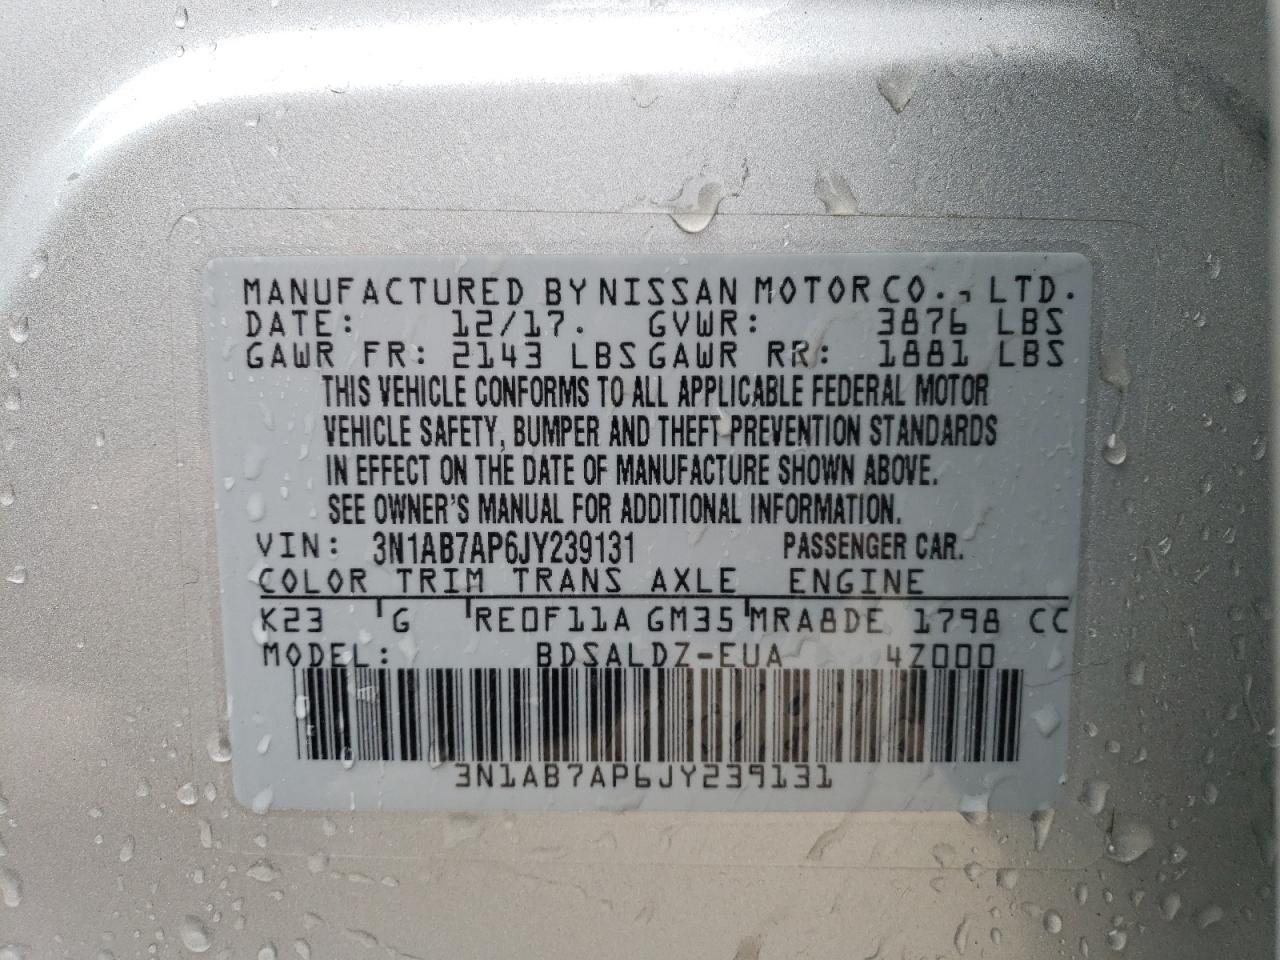 MANUFACTURED BY NISSAN MOTOR CO., LTD.
DATE: 12/17. GVWR: 3876 LBS
GAWR FR: 2143 LBS GAWR RR: 1881 LBS
THIS VEHICLE CONFORMS TO ALL APPLICABLE FEDERAL MOTOR
VEHICLE SAFETY, BUMPER AND THEFT PREVENTION STANDARDS
IN EFFECT ON THE DATE OF MANUFACTURE SHOWN ABOVE.
SEE OWNER'S MANUAL FOR ADDITIONAL INFORMATION.
VIN: 3N1AB7AP6JY239131 PASSENGER CAR.
COLOR TRIM TRANS AXLE ENGINE
K23 G RE0F11A GM35 MRA8DE 1798 CC
MODEL: BDSALDZ-EUA 4Z000
3N1AB7AP6JY239131